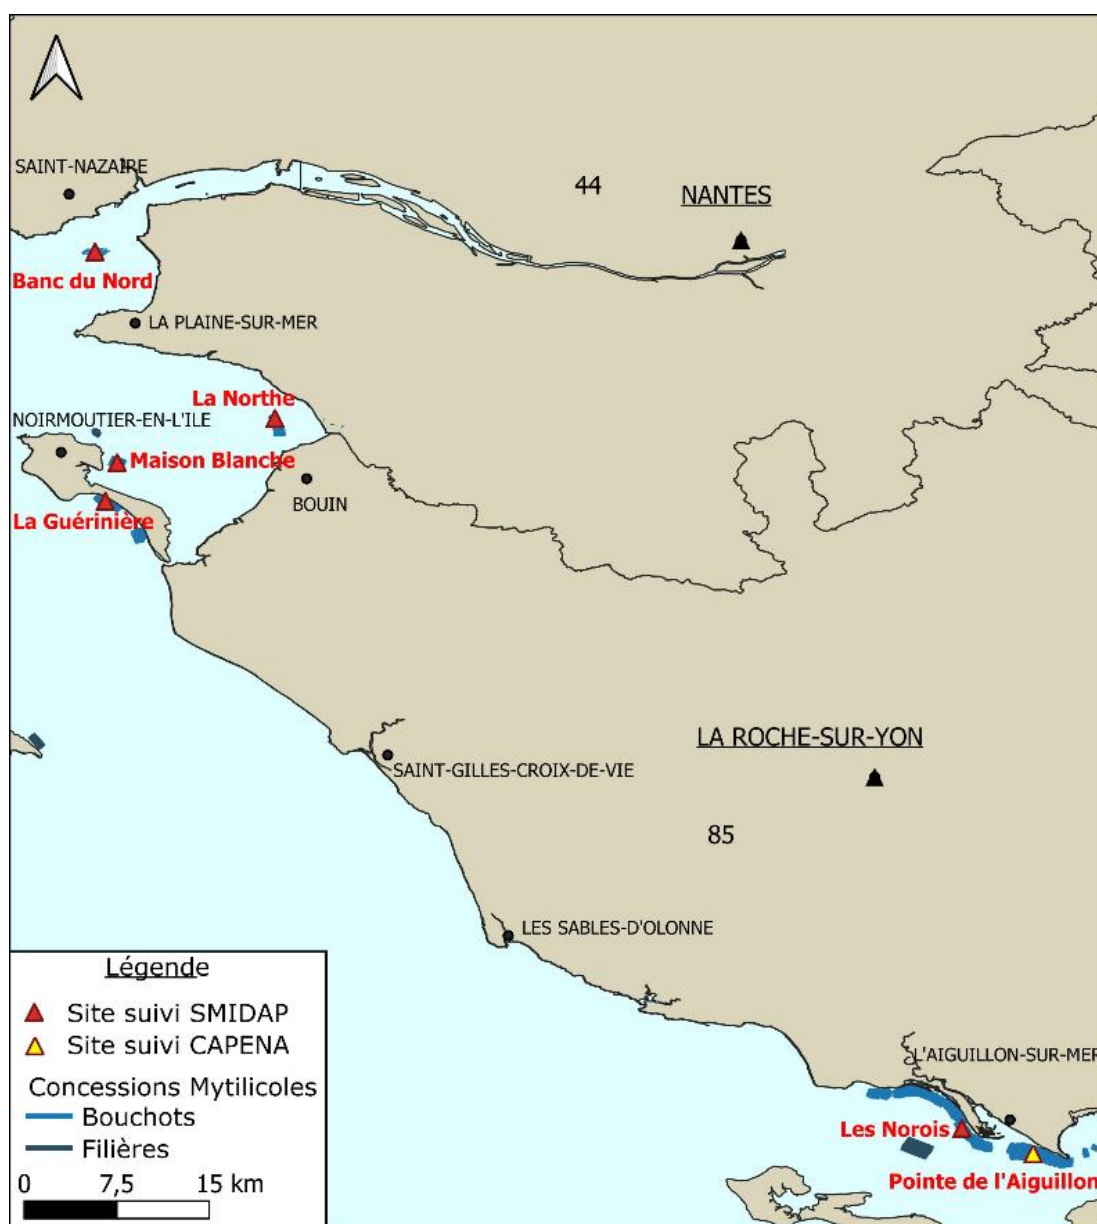 SAINT-NAZAIRE
44
NANTES
Banc du Nord
LA PLAINE-SUR-MER
La Northe
NOIRMOUTIER-EN-L'ILE
Maison Blanche
BOUIN
La Guérinière
LA ROCHE-SUR-YON
SAINT-GILLES-CROIX-DE-VIE
85
LES SABLES-D'OLONNE
L'AIGUILLON-SUR-MER
Les Norois
Pointe de l'Aiguillon
Légende
Site suivi SMIDAP
Site suivi CAPENA
Concessions Mytilicoles
Bouchots
Filières
0 7,5 15 km